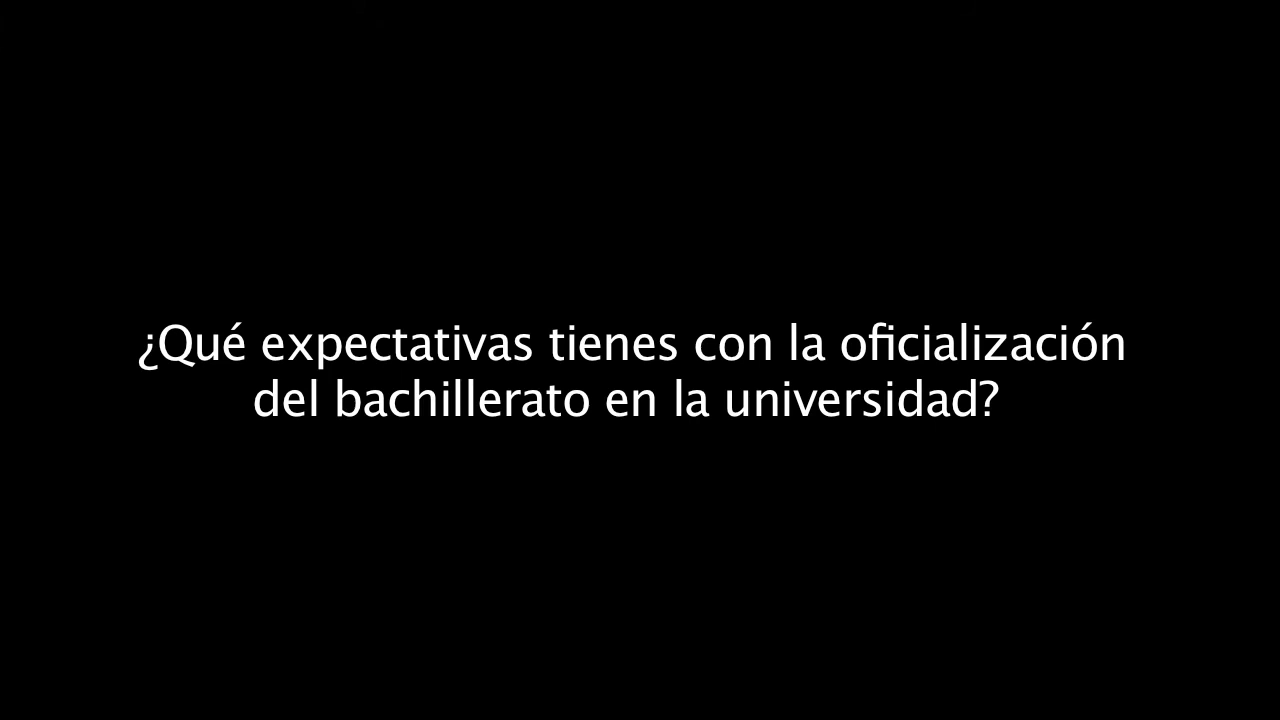 ¿Qué expectativas tienes con la oficialización
del bachillerato en la universidad?